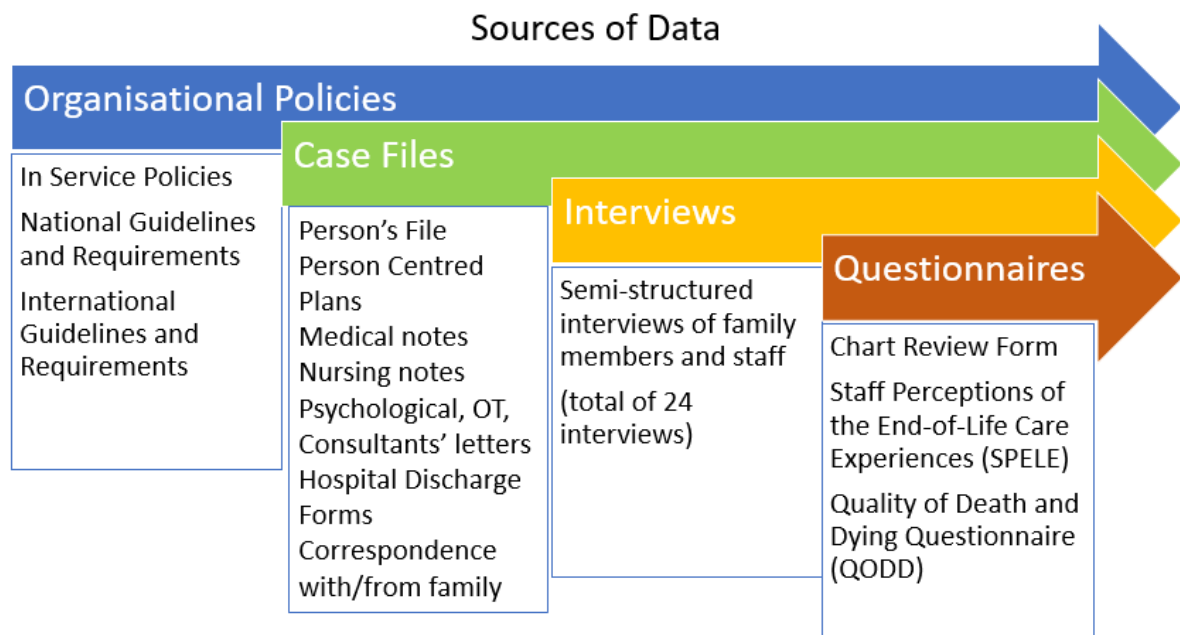 Sources of Data
Organisational Policies
In Service Policies
National Guidelines
and Requirements
International
Guidelines and
Requirements
Case Files
Person’s File
Person Centred
Plans
Medical notes
Nursing notes
Psychological, OT,
Consultants’ letters
Hospital Discharge
Forms
Correspondence
with/from family
Interviews
Semi-structured
interviews of family
members and staff
(total of 24
interviews)
Questionnaires
Chart Review Form
Staff Perceptions of
the End-of-Life Care
Experiences (SPELE)
Quality of Death and
Dying Questionnaire
(QODD)